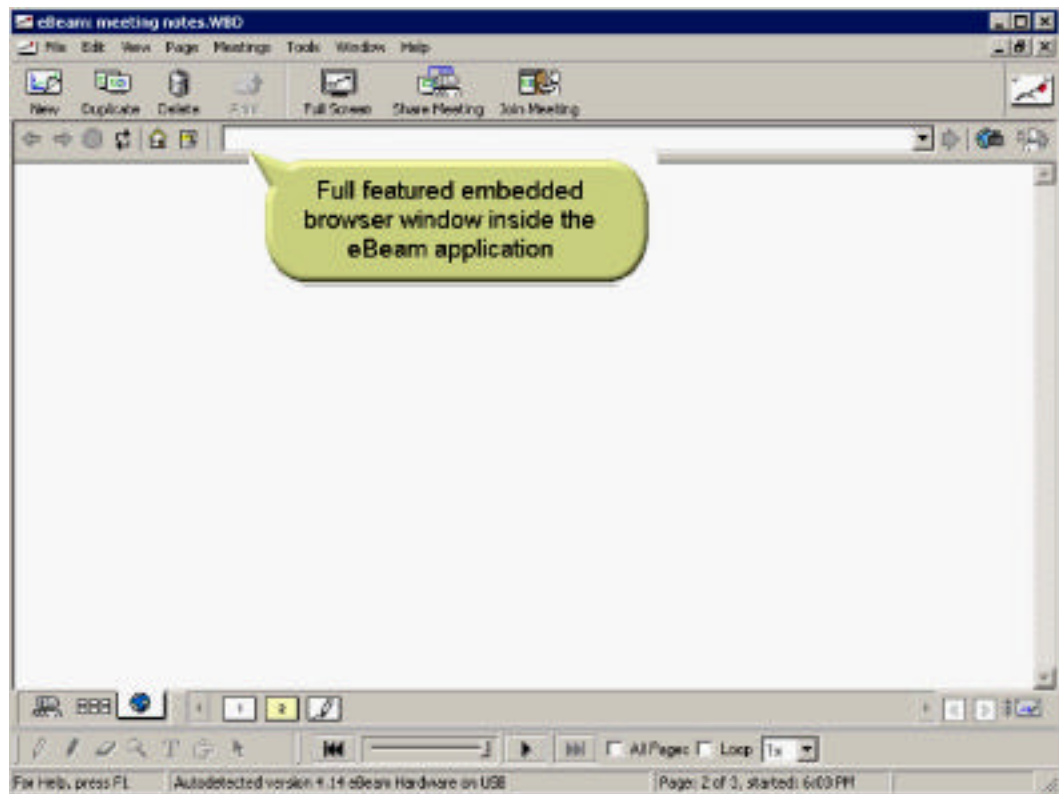 eBeam: meeting notes.WBD
File Edit View Page Meetings Tools Window Help
New Duplicate Delete Full Screen Share Meeting Join Meeting
Full featured embedded
browser window inside the
eBeam application
1 2
T All Pages Loop 1x
For Help, press F1 Autodetected version 4.14 eBeam Hardware on USB Page: 2 of 3, started: 6:03 PM